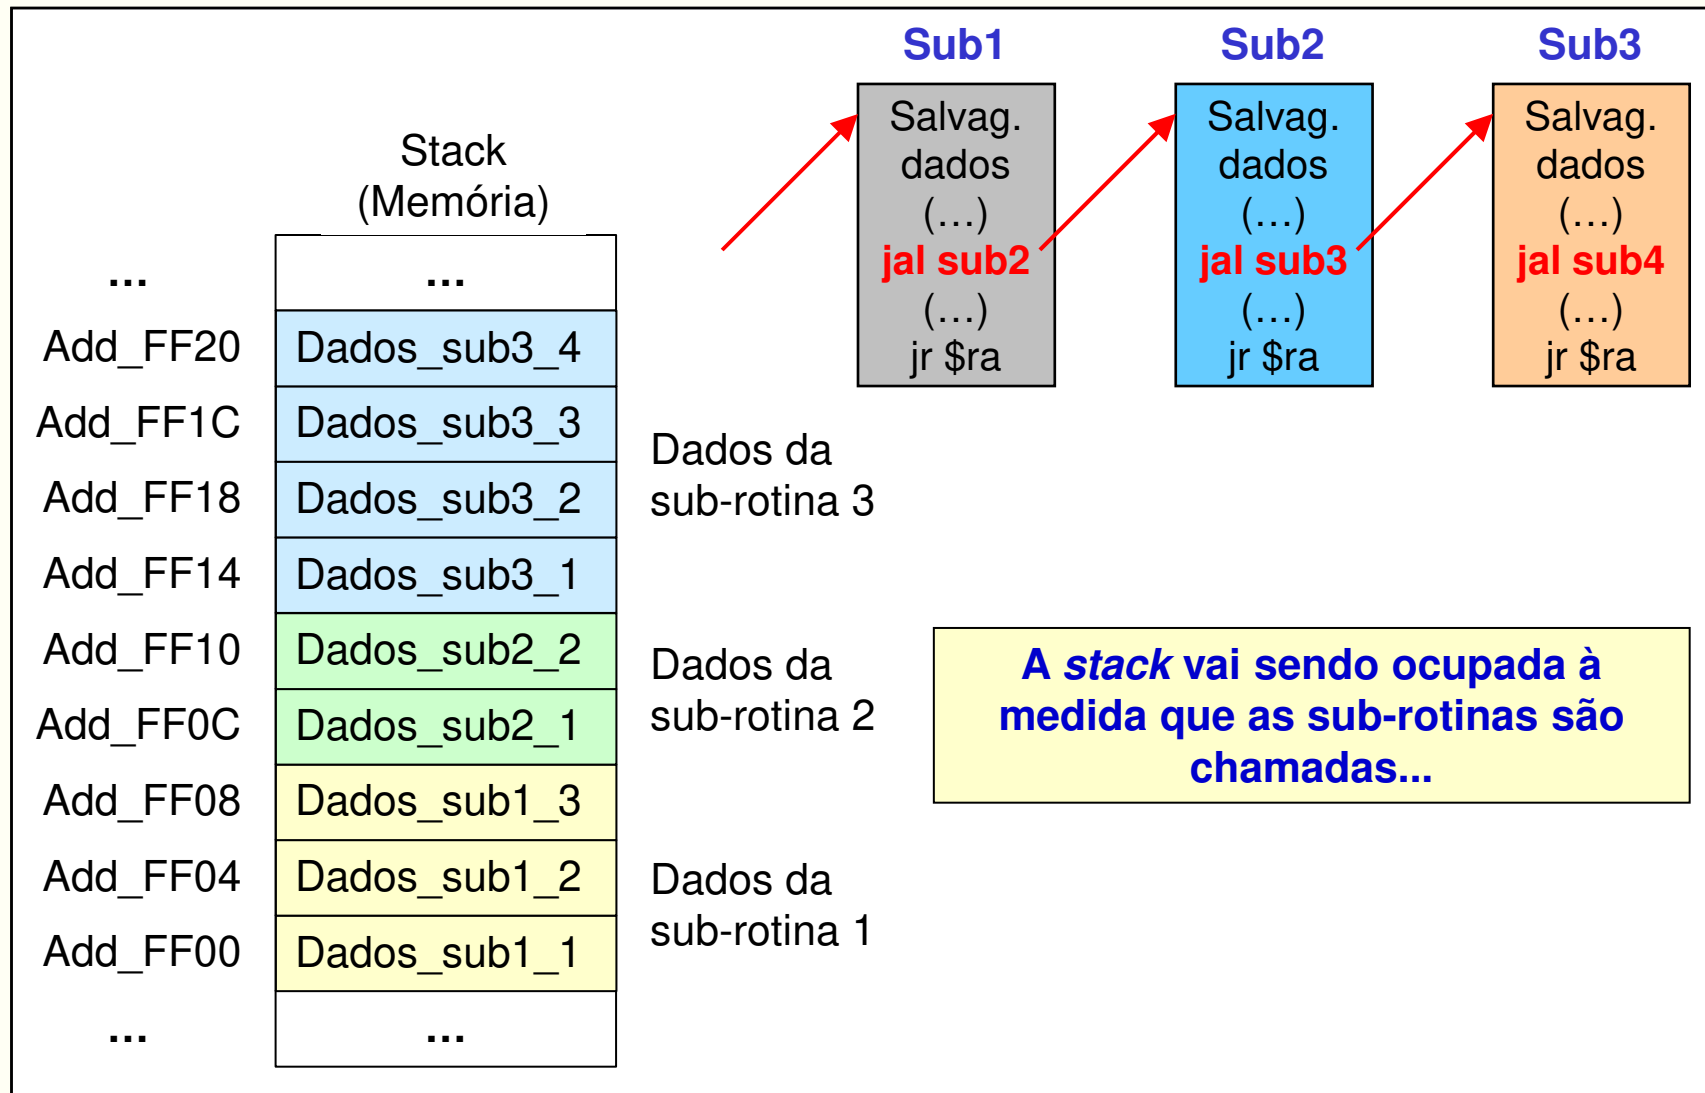 Sub1
Salvag.
dados
(...)
jal sub2
(...)
jr $ra
Sub2
Salvag.
dados
(...)
jal sub3
(...)
jr $ra
Sub3
Salvag.
dados
(...)
jal sub4
(...)
jr $ra
Stack
(Memória)
... ...
Add_FF20 Dados_sub3_4
Add_FF1C Dados_sub3_3
Add_FF18 Dados_sub3_2
Add_FF14 Dados_sub3_1
Add_FF10 Dados_sub2_2
Add_FF0C Dados_sub2_1
Add_FF08 Dados_sub1_3
Add_FF04 Dados_sub1_2
Add_FF00 Dados_sub1_1
... ...
Dados da
sub-rotina 3
Dados da
sub-rotina 2
Dados da
sub-rotina 1
A stack vai sendo ocupada à
medida que as sub-rotinas são
chamadas...